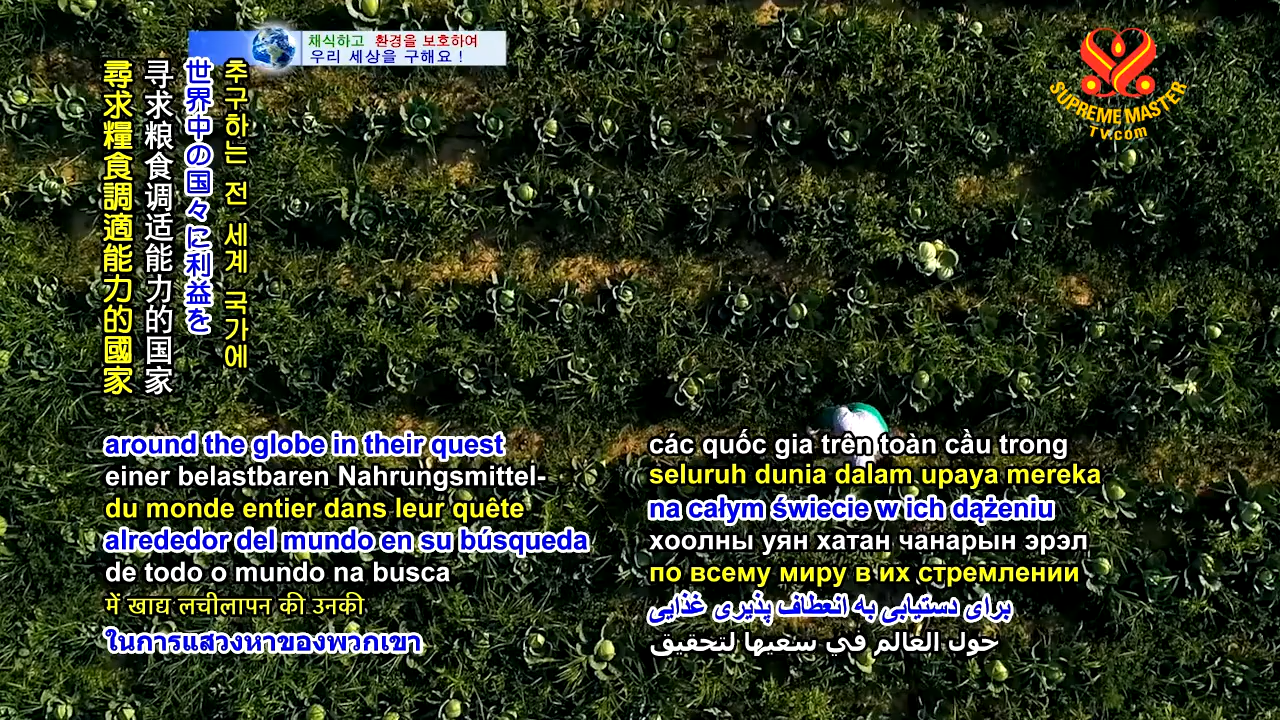 채식하고 환경을 보호하여
우리 세상을 구해요 !
SUPREME MASTER
TV.com
尋求糧食調適能力的國家
寻求粮食调适能力的国家
世界中の国々に利益を
추구하는 전 세계 국가에
around the globe in their quest
einer belastbaren Nahrungsmittel-
du monde entier dans leur quête
alrededor del mundo en su búsqueda
de todo o mundo na busca
में खाद्य लचीलापन की उनकी
ในการแสวงหาของพวกเขา
các quốc gia trên toàn cầu trong
seluruh dunia dalam upaya mereka
na całym świecie w ich dążeniu
хоолны уян хатан чанарын эрэл
по всему миру в их стремлении
برای دستیابی به انعطاف پذیری غذایی
حول العالم في سعيها لتحقيق